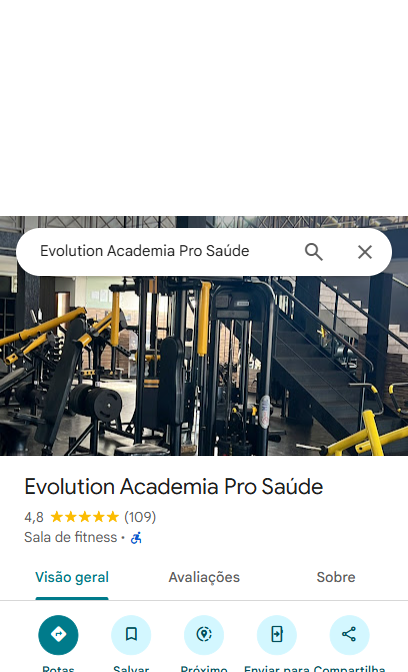 Evolution Academia Pro Saúde
Evolution Academia Pro Saúde
4,8 (109)
Sala de fitness ·
Visão geral Avaliações Sobre
Rotas Salvar Próximo Enviar para Compartilha